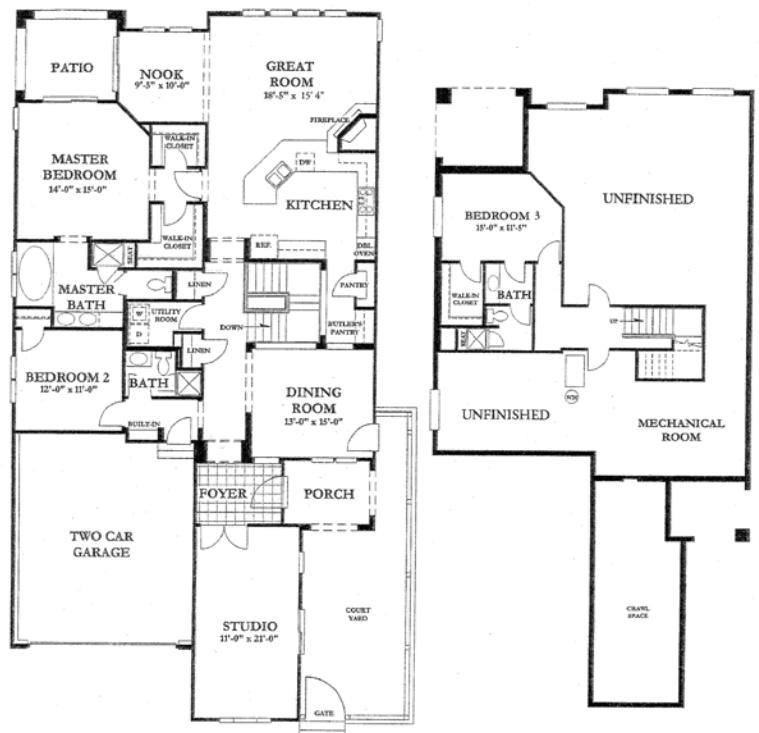 PATIO
NOOK
9'-5" x 10'-0"
GREAT
ROOM
18'-5" x 15' 4"
FIREPLACE
WALK-IN
CLOSET
MASTER
BEDROOM
14'-0" x 15'-0"
DW
KITCHEN
WALK-IN
CLOSET
REF.
DBL.
OVEN
SEAT
MASTER
BATH
LINEN
PANTRY
W
D
UTILITY
ROOM
DOWN
BUTLER'S
PANTRY
LINEN
BEDROOM 2
12'-0" x 11'-0"
BATH
DINING
ROOM
13'-0" x 15'-0"
BUILT-IN
FOYER
PORCH
TWO CAR
GARAGE
STUDIO
11'-0" x 21'-0"
COURT
YARD
GATE
UNFINISHED
BEDROOM 3
15'-0" x 11'-5"
WALK-IN
CLOSET
BATH
SEAT
UP
UNFINISHED
WH
MECHANICAL
ROOM
CRAWL
SPACE